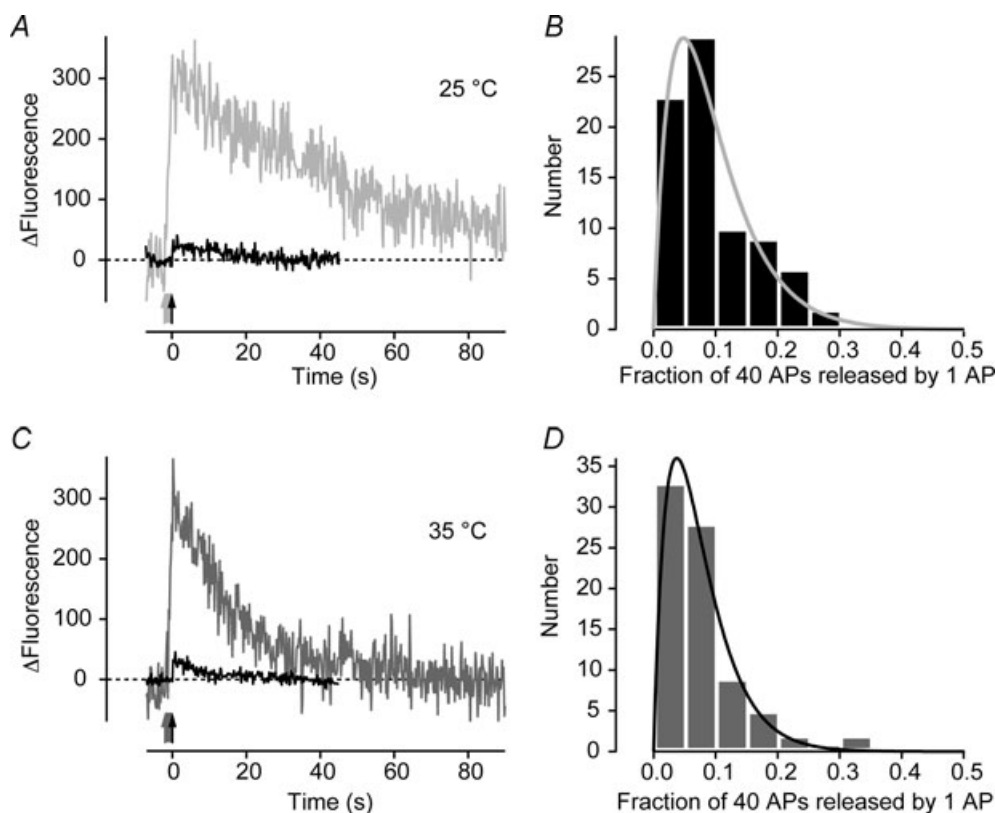 A
ΔFluorescence
300
200
100
0
25 °C
0 20 40 60 80
Time (s)
B
Number
25
20
15
10
5
0
0.0 0.1 0.2 0.3 0.4 0.5
Fraction of 40 APs released by 1 AP
C
ΔFluorescence
300
200
100
0
35 °C
0 20 40 60 80
Time (s)
D
Number
35
30
25
20
15
10
5
0
0.0 0.1 0.2 0.3 0.4 0.5
Fraction of 40 APs released by 1 AP